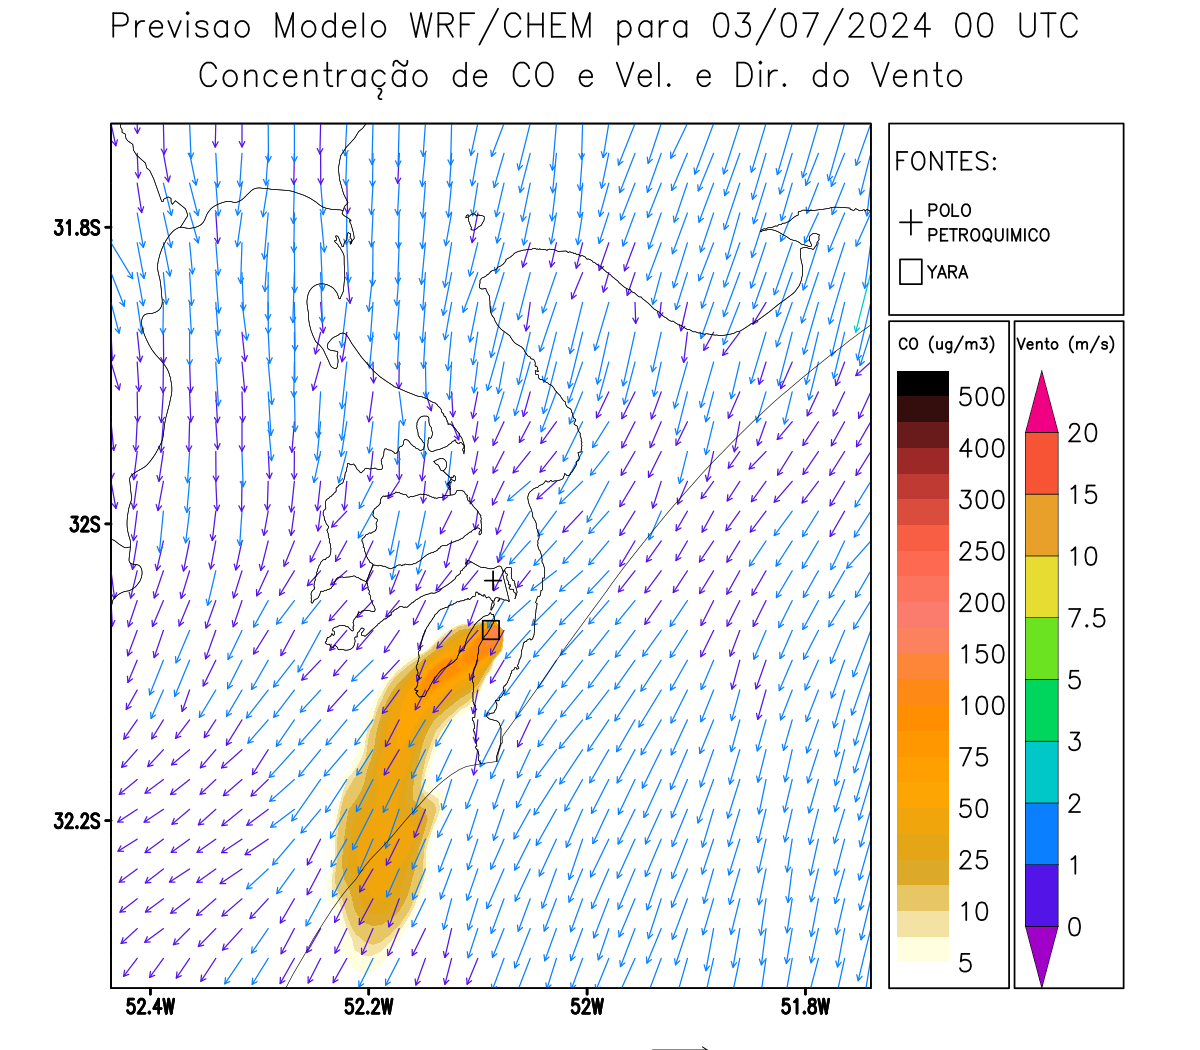 Previsao Modelo WRF/CHEM para 03/07/2024 00 UTC
Concentração de CO e Vel. e Dir. do Vento
FONTES:
POLO
PETROQUIMICO
YARA
CO (ug/m3)
500
400
300
250
200
150
100
75
50
25
10
5
Vento (m/s)
20
15
10
7.5
5
3
2
1
0
31.8S
32S
32.2S
52.4W
52.2W
52W
51.8W